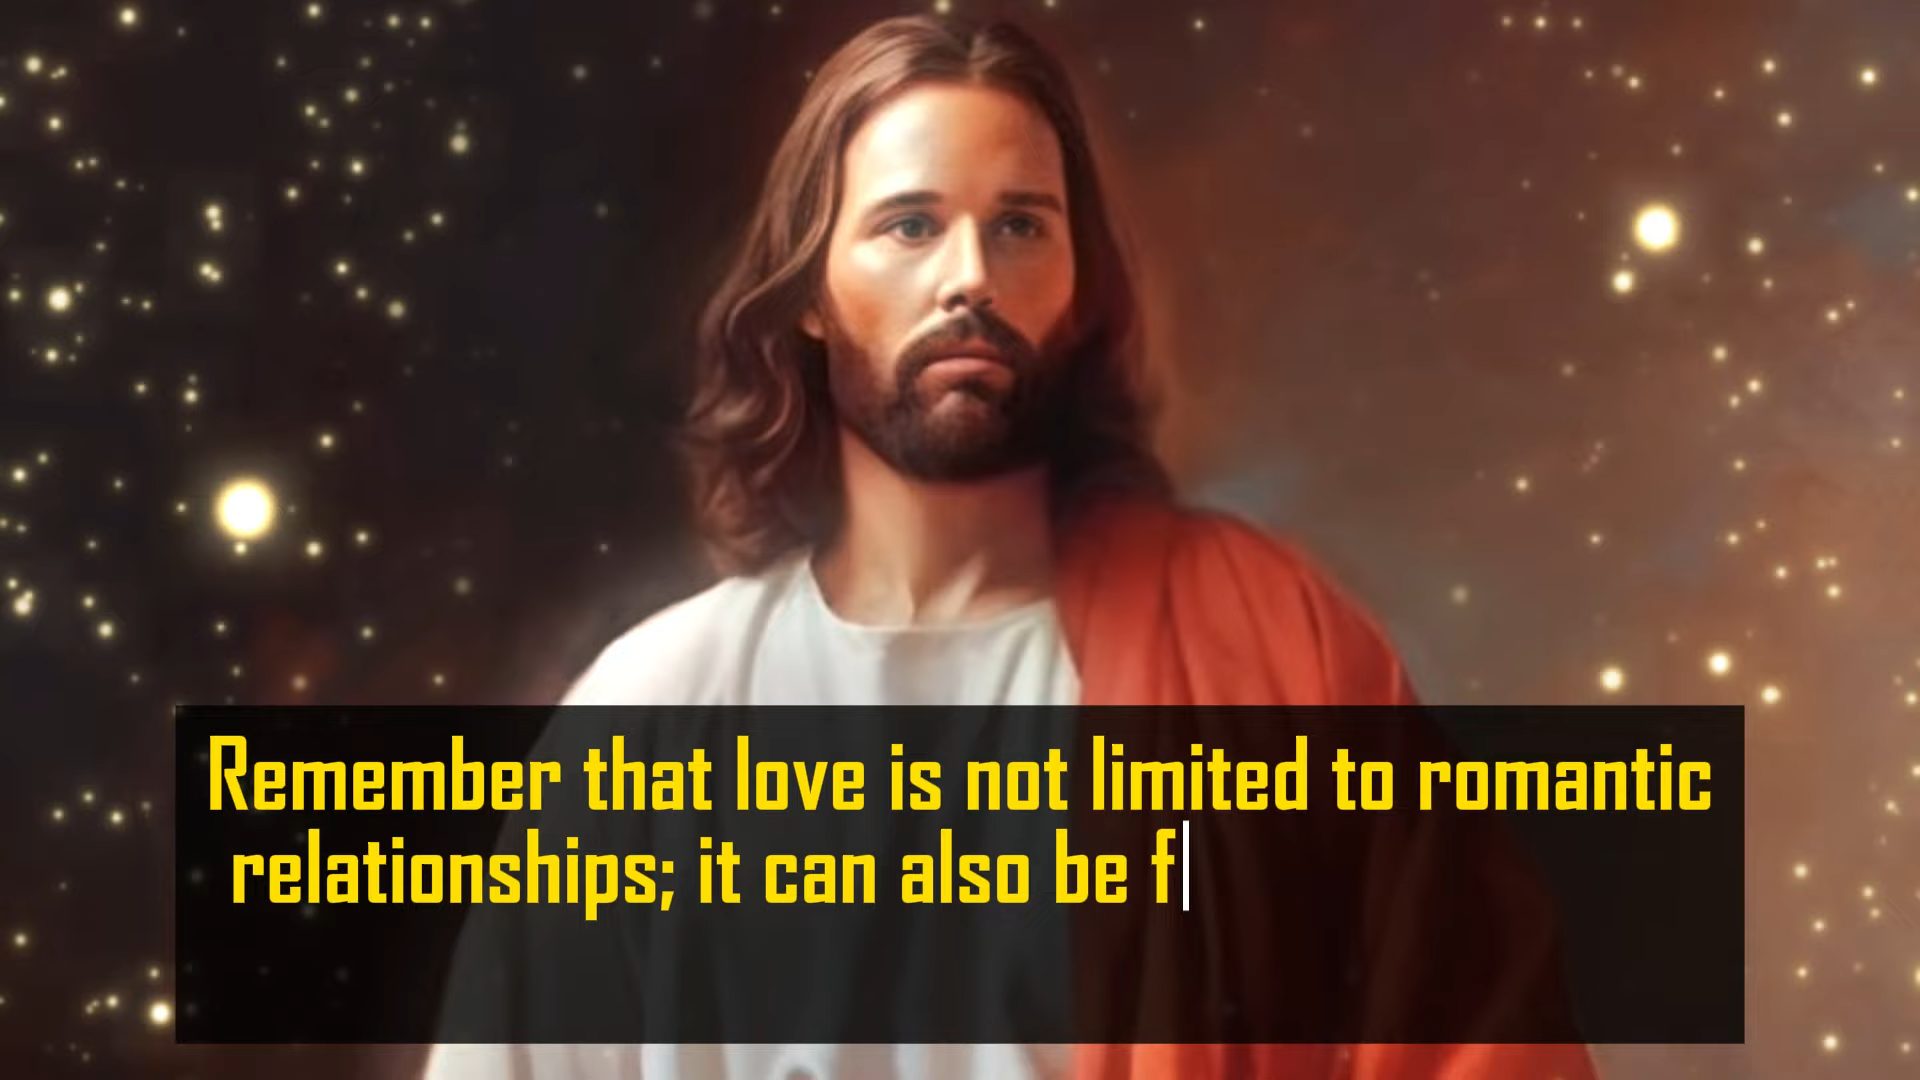 Remember that love is not limited to romantic
relationships; it can also be f